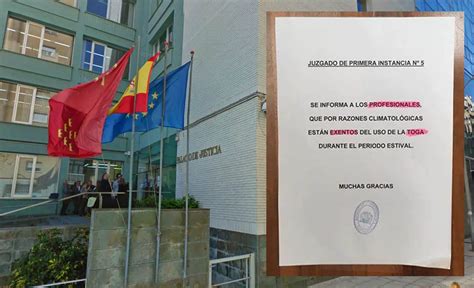 PALACIO DE JUSTICIA
JUZGADO DE PRIMERA INSTANCIA Nº 5
SE INFORMA A LOS PROFESIONALES,
QUE POR RAZONES CLIMATOLÓGICAS
ESTÁN EXENTOS DEL USO DE LA TOGA
DURANTE EL PERIODO ESTIVAL.
MUCHAS GRACIAS